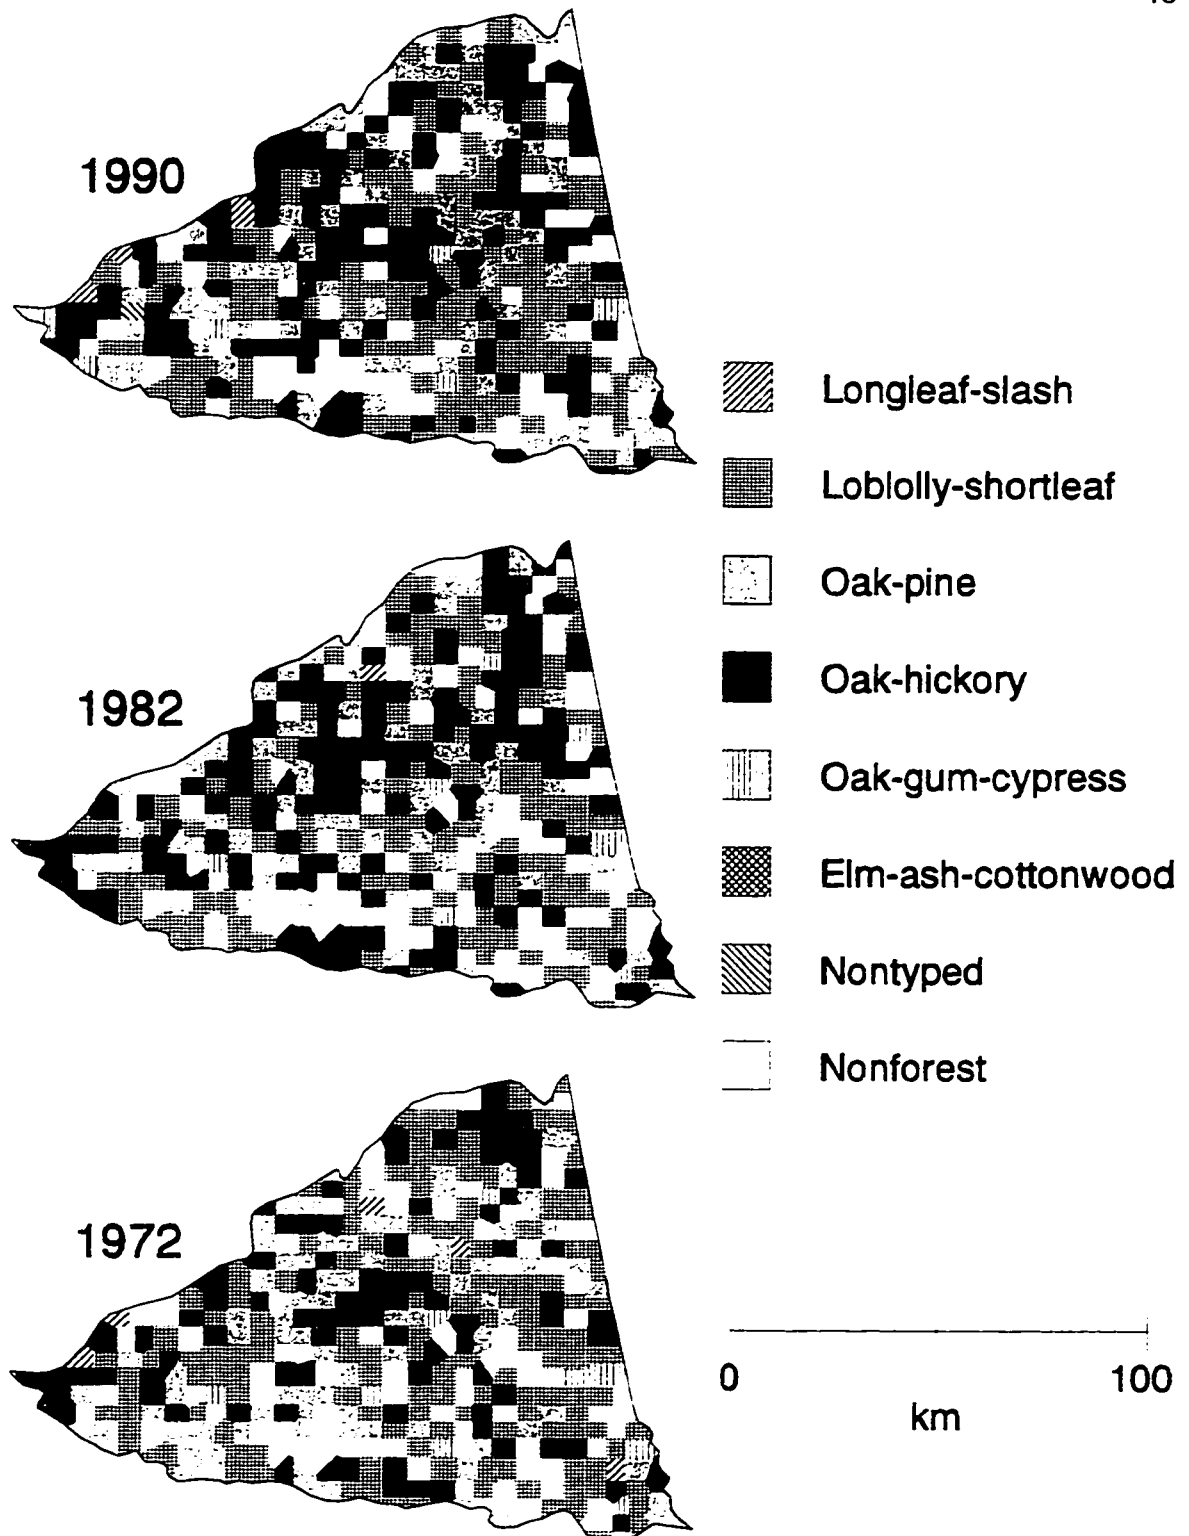 1990
Longleaf-slash
Loblolly-shortleaf
Oak-pine
1982
Oak-hickory
Oak-gum-cypress
Elm-ash-cottonwood
Nontyped
Nonforest
1972
0 100
km